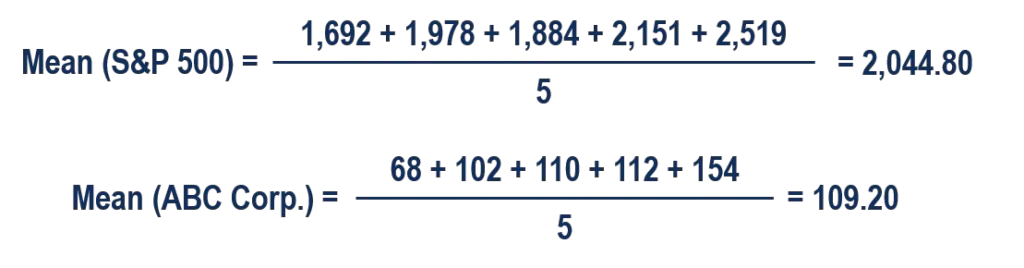 1,692 + 1,978 + 1,884 + 2,151 + 2,519
Mean (S&P 500) = = 2,044.80
5
68 + 102 + 110 + 112 + 154
Mean (ABC Corp.) = = 109.20
5